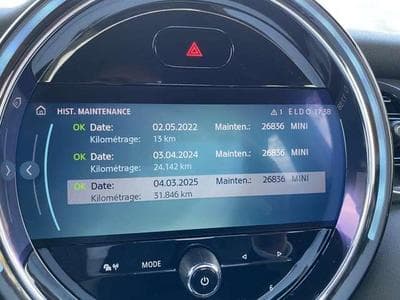 HIST. MAINTENANCE 1 ELDO 17:38
OK Date: 02.05.2022 Mainten.: 26836 MINI
Kilométrage: 13 km
OK Date: 03.04.2024 Mainten.: 26836 MINI
Kilométrage: 24.142 km
OK Date: 04.03.2025 Mainten.: 26836 MINI
Kilométrage: 31.846 km
MODE